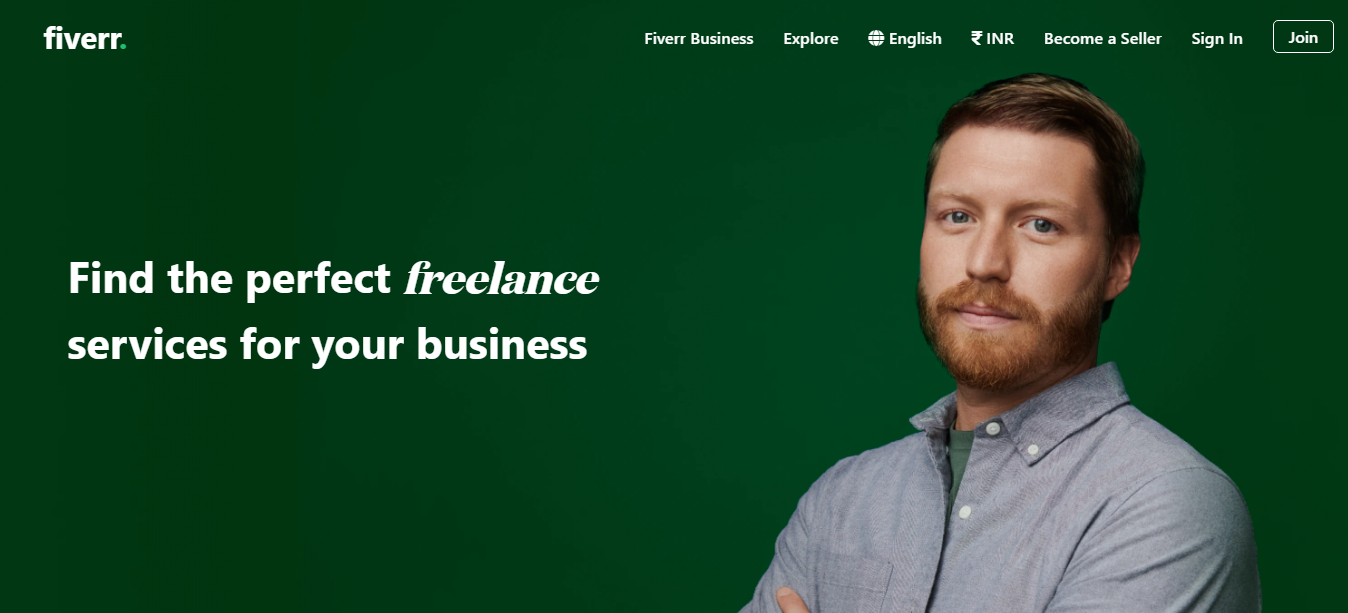 fiverr.
Fiverr Business Explore English ₹ INR Become a Seller Sign In Join
Find the perfect freelance
services for your business